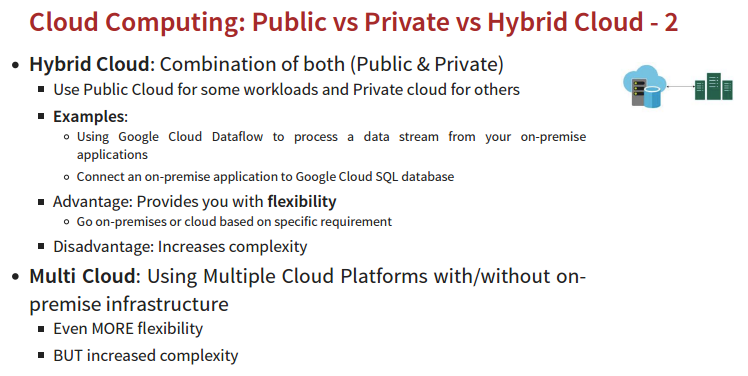 Cloud Computing: Public vs Private vs Hybrid Cloud - 2
Hybrid Cloud: Combination of both (Public & Private)
Use Public Cloud for some workloads and Private cloud for others
Examples:
Using Google Cloud Dataflow to process a data stream from your on-premise
applications
Connect an on-premise application to Google Cloud SQL database
Advantage: Provides you with flexibility
Go on-premises or cloud based on specific requirement
Disadvantage: Increases complexity
Multi Cloud: Using Multiple Cloud Platforms with/without on-
premise infrastructure
Even MORE flexibility
BUT increased complexity